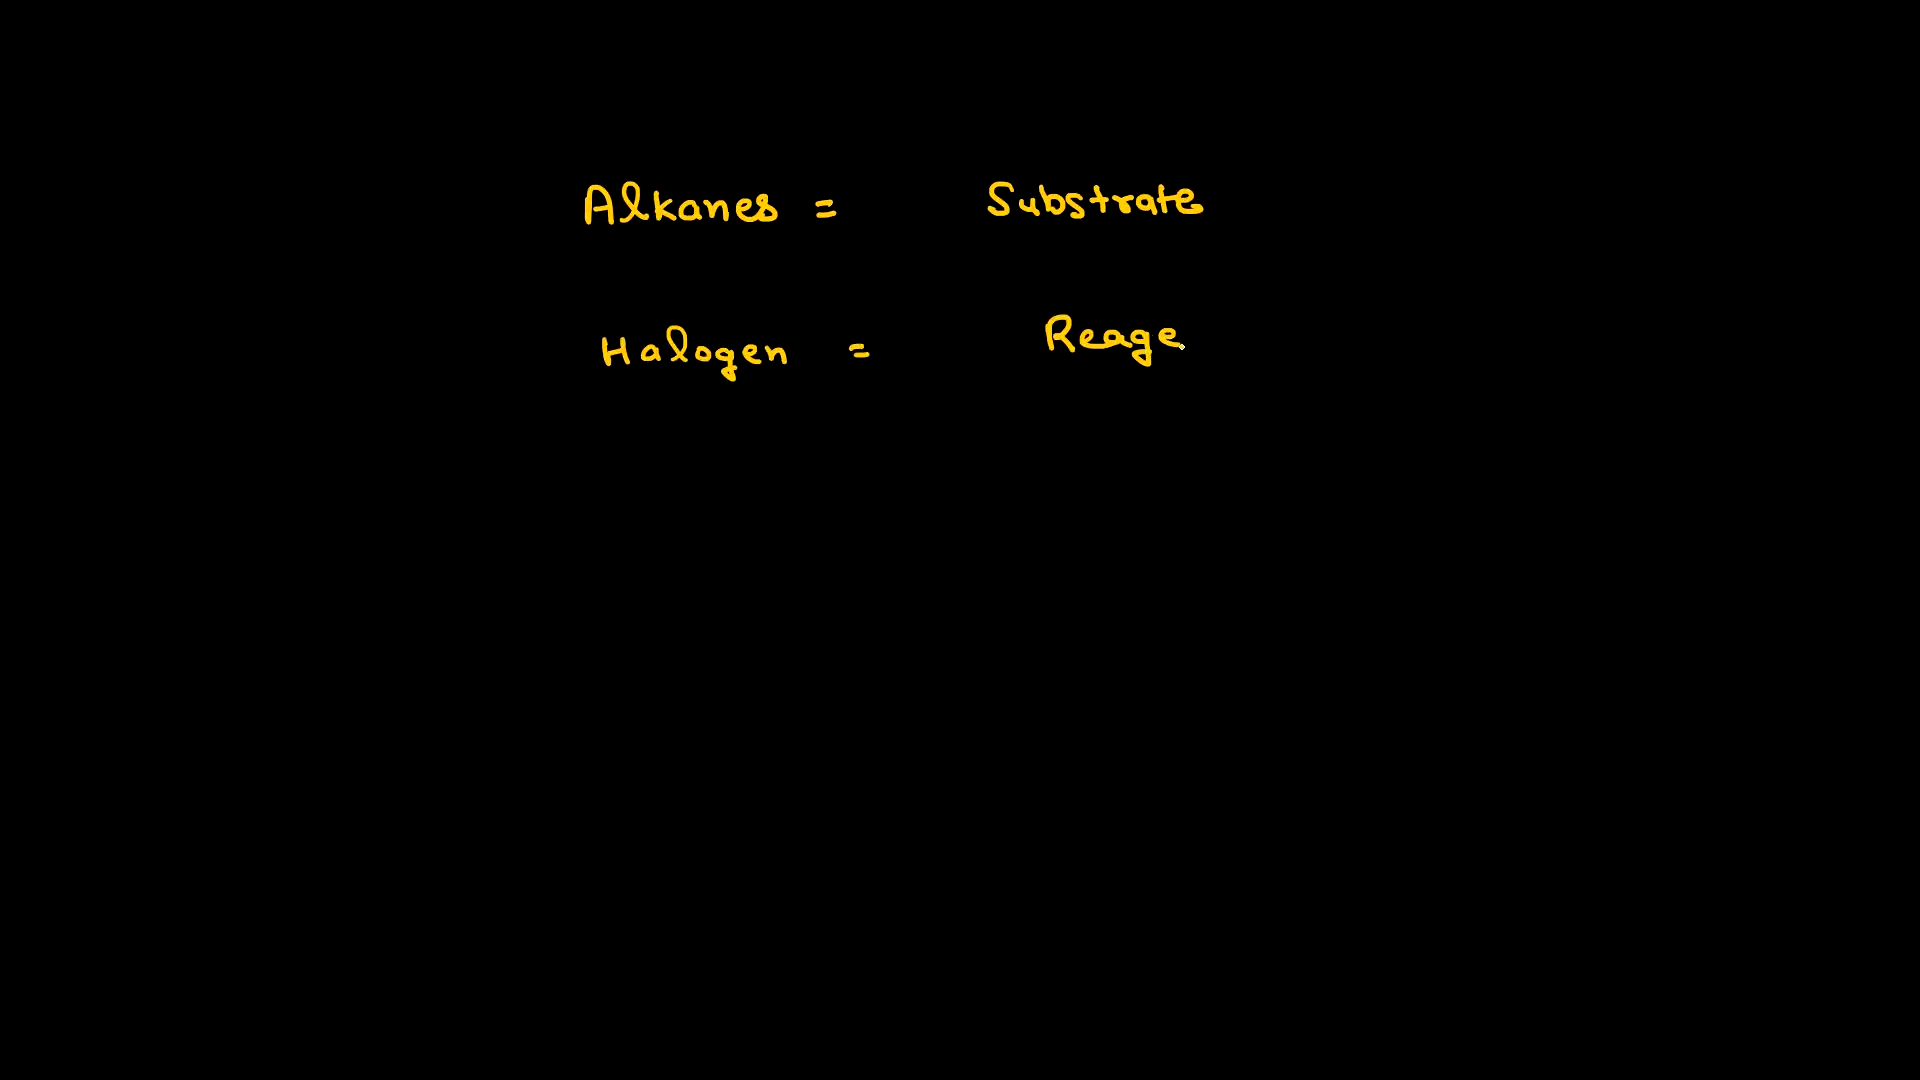 Alkanes = Substrate
Halogen = Reage